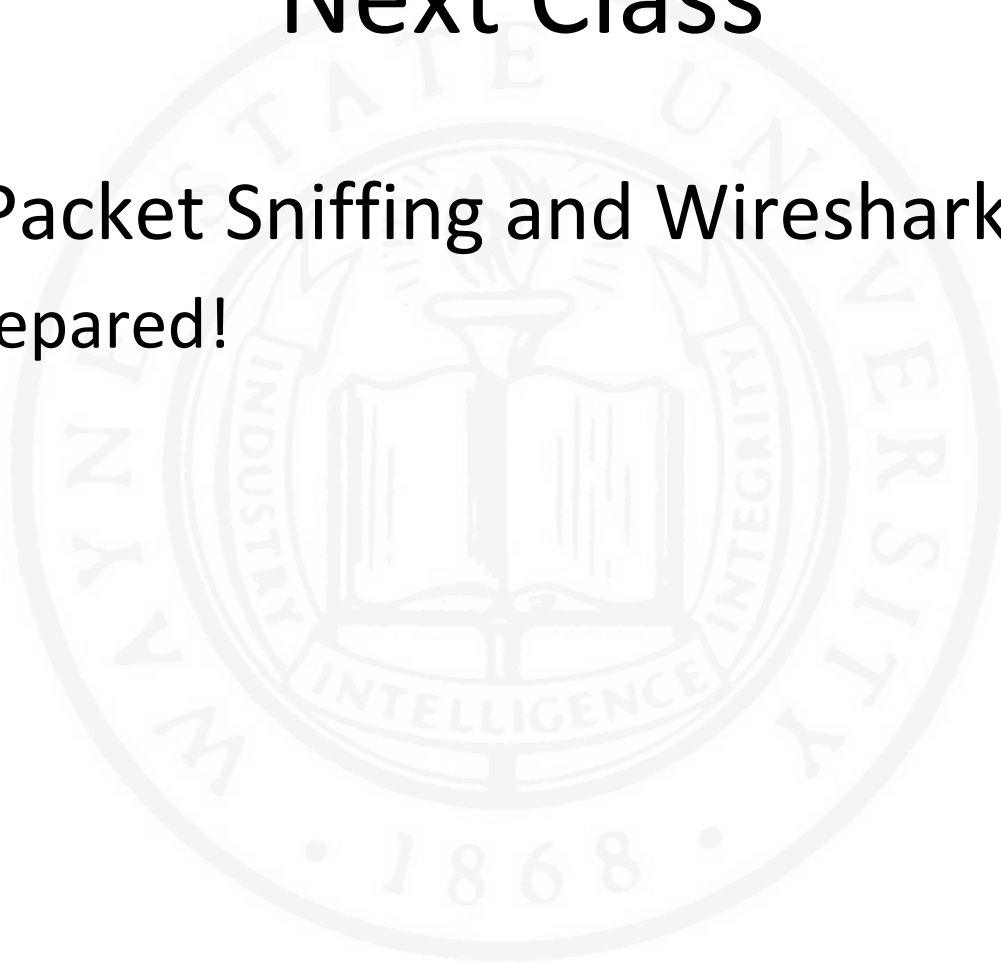 Next Class
Packet Sniffing and Wireshark
epared!
WAYNE STATE UNIVERSITY
INDUSTRY
INTELLIGENCE
INTEGRITY
· 1868 ·